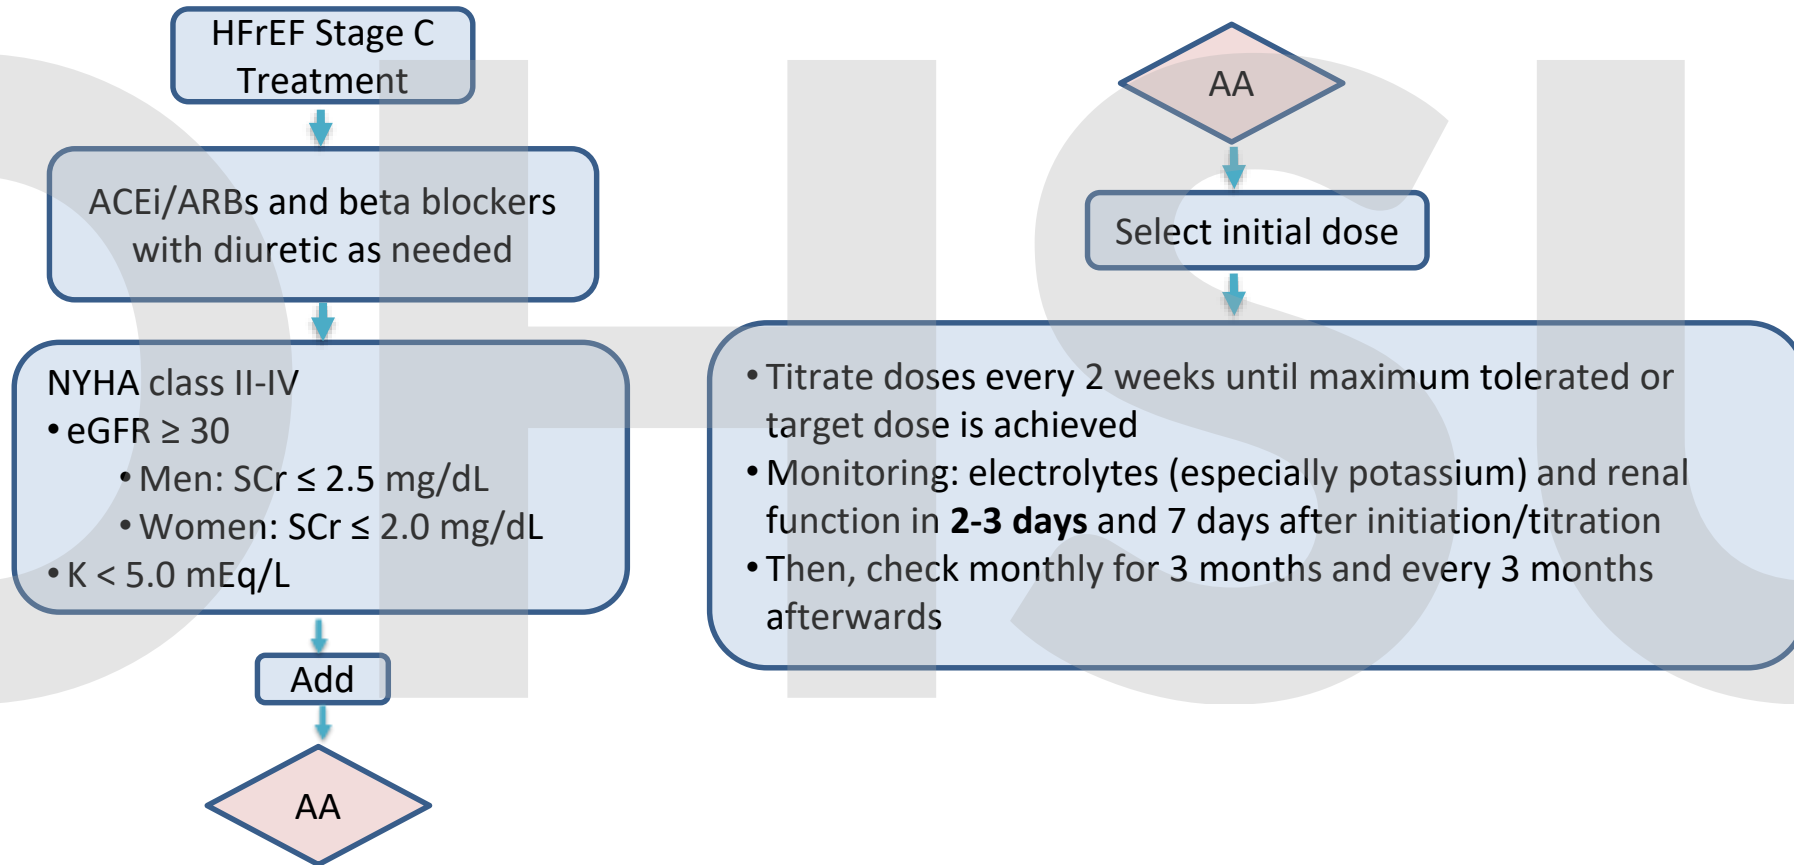 HFrEF Stage C
Treatment
ACEi/ARBs and beta blockers
with diuretic as needed
NYHA class II-IV
• eGFR ≥ 30
• Men: SCr ≤ 2.5 mg/dL
• Women: SCr ≤ 2.0 mg/dL
• K < 5.0 mEq/L
Add
AA
AA
Select initial dose
• Titrate doses every 2 weeks until maximum tolerated or
target dose is achieved
• Monitoring: electrolytes (especially potassium) and renal
function in 2-3 days and 7 days after initiation/titration
• Then, check monthly for 3 months and every 3 months
afterwards